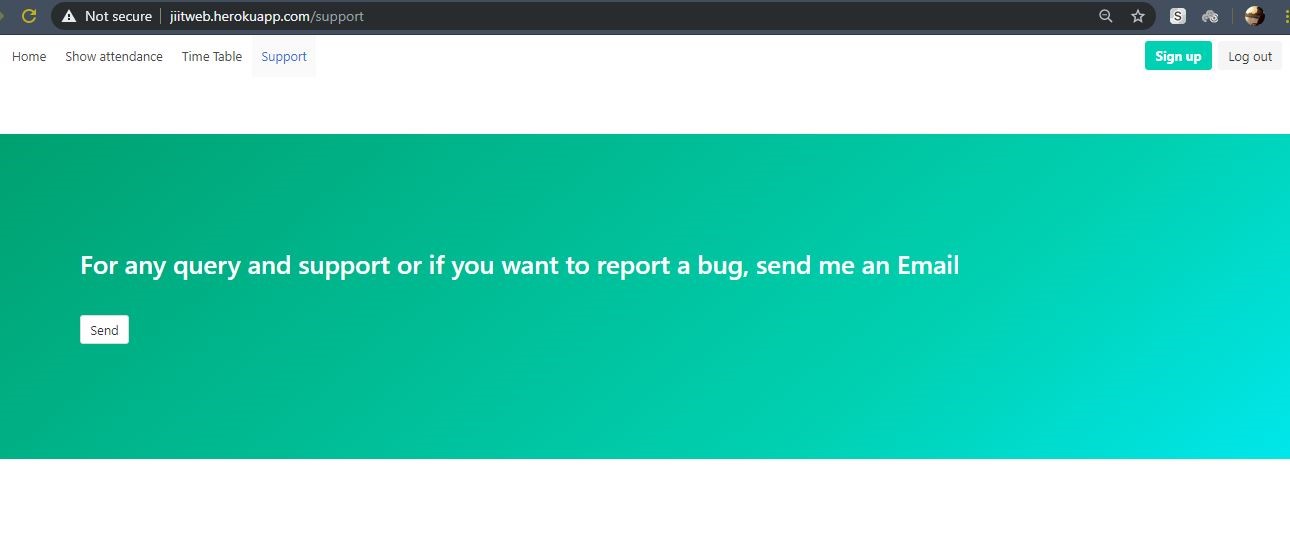 Not secure jiitweb.herokuapp.com/support S
Home Show attendance Time Table Support Sign up Log out
For any query and support or if you want to report a bug, send me an Email
Send